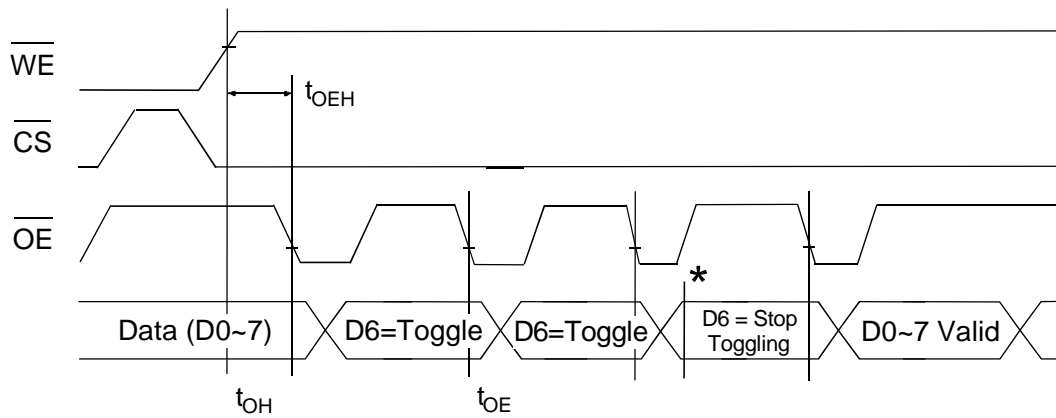 WE
tOEH
CS
OE
*
Data (D0~7)
D6=Toggle
D6=Toggle
D6 = Stop
Toggling
D0~7 Valid
tOH
tOE